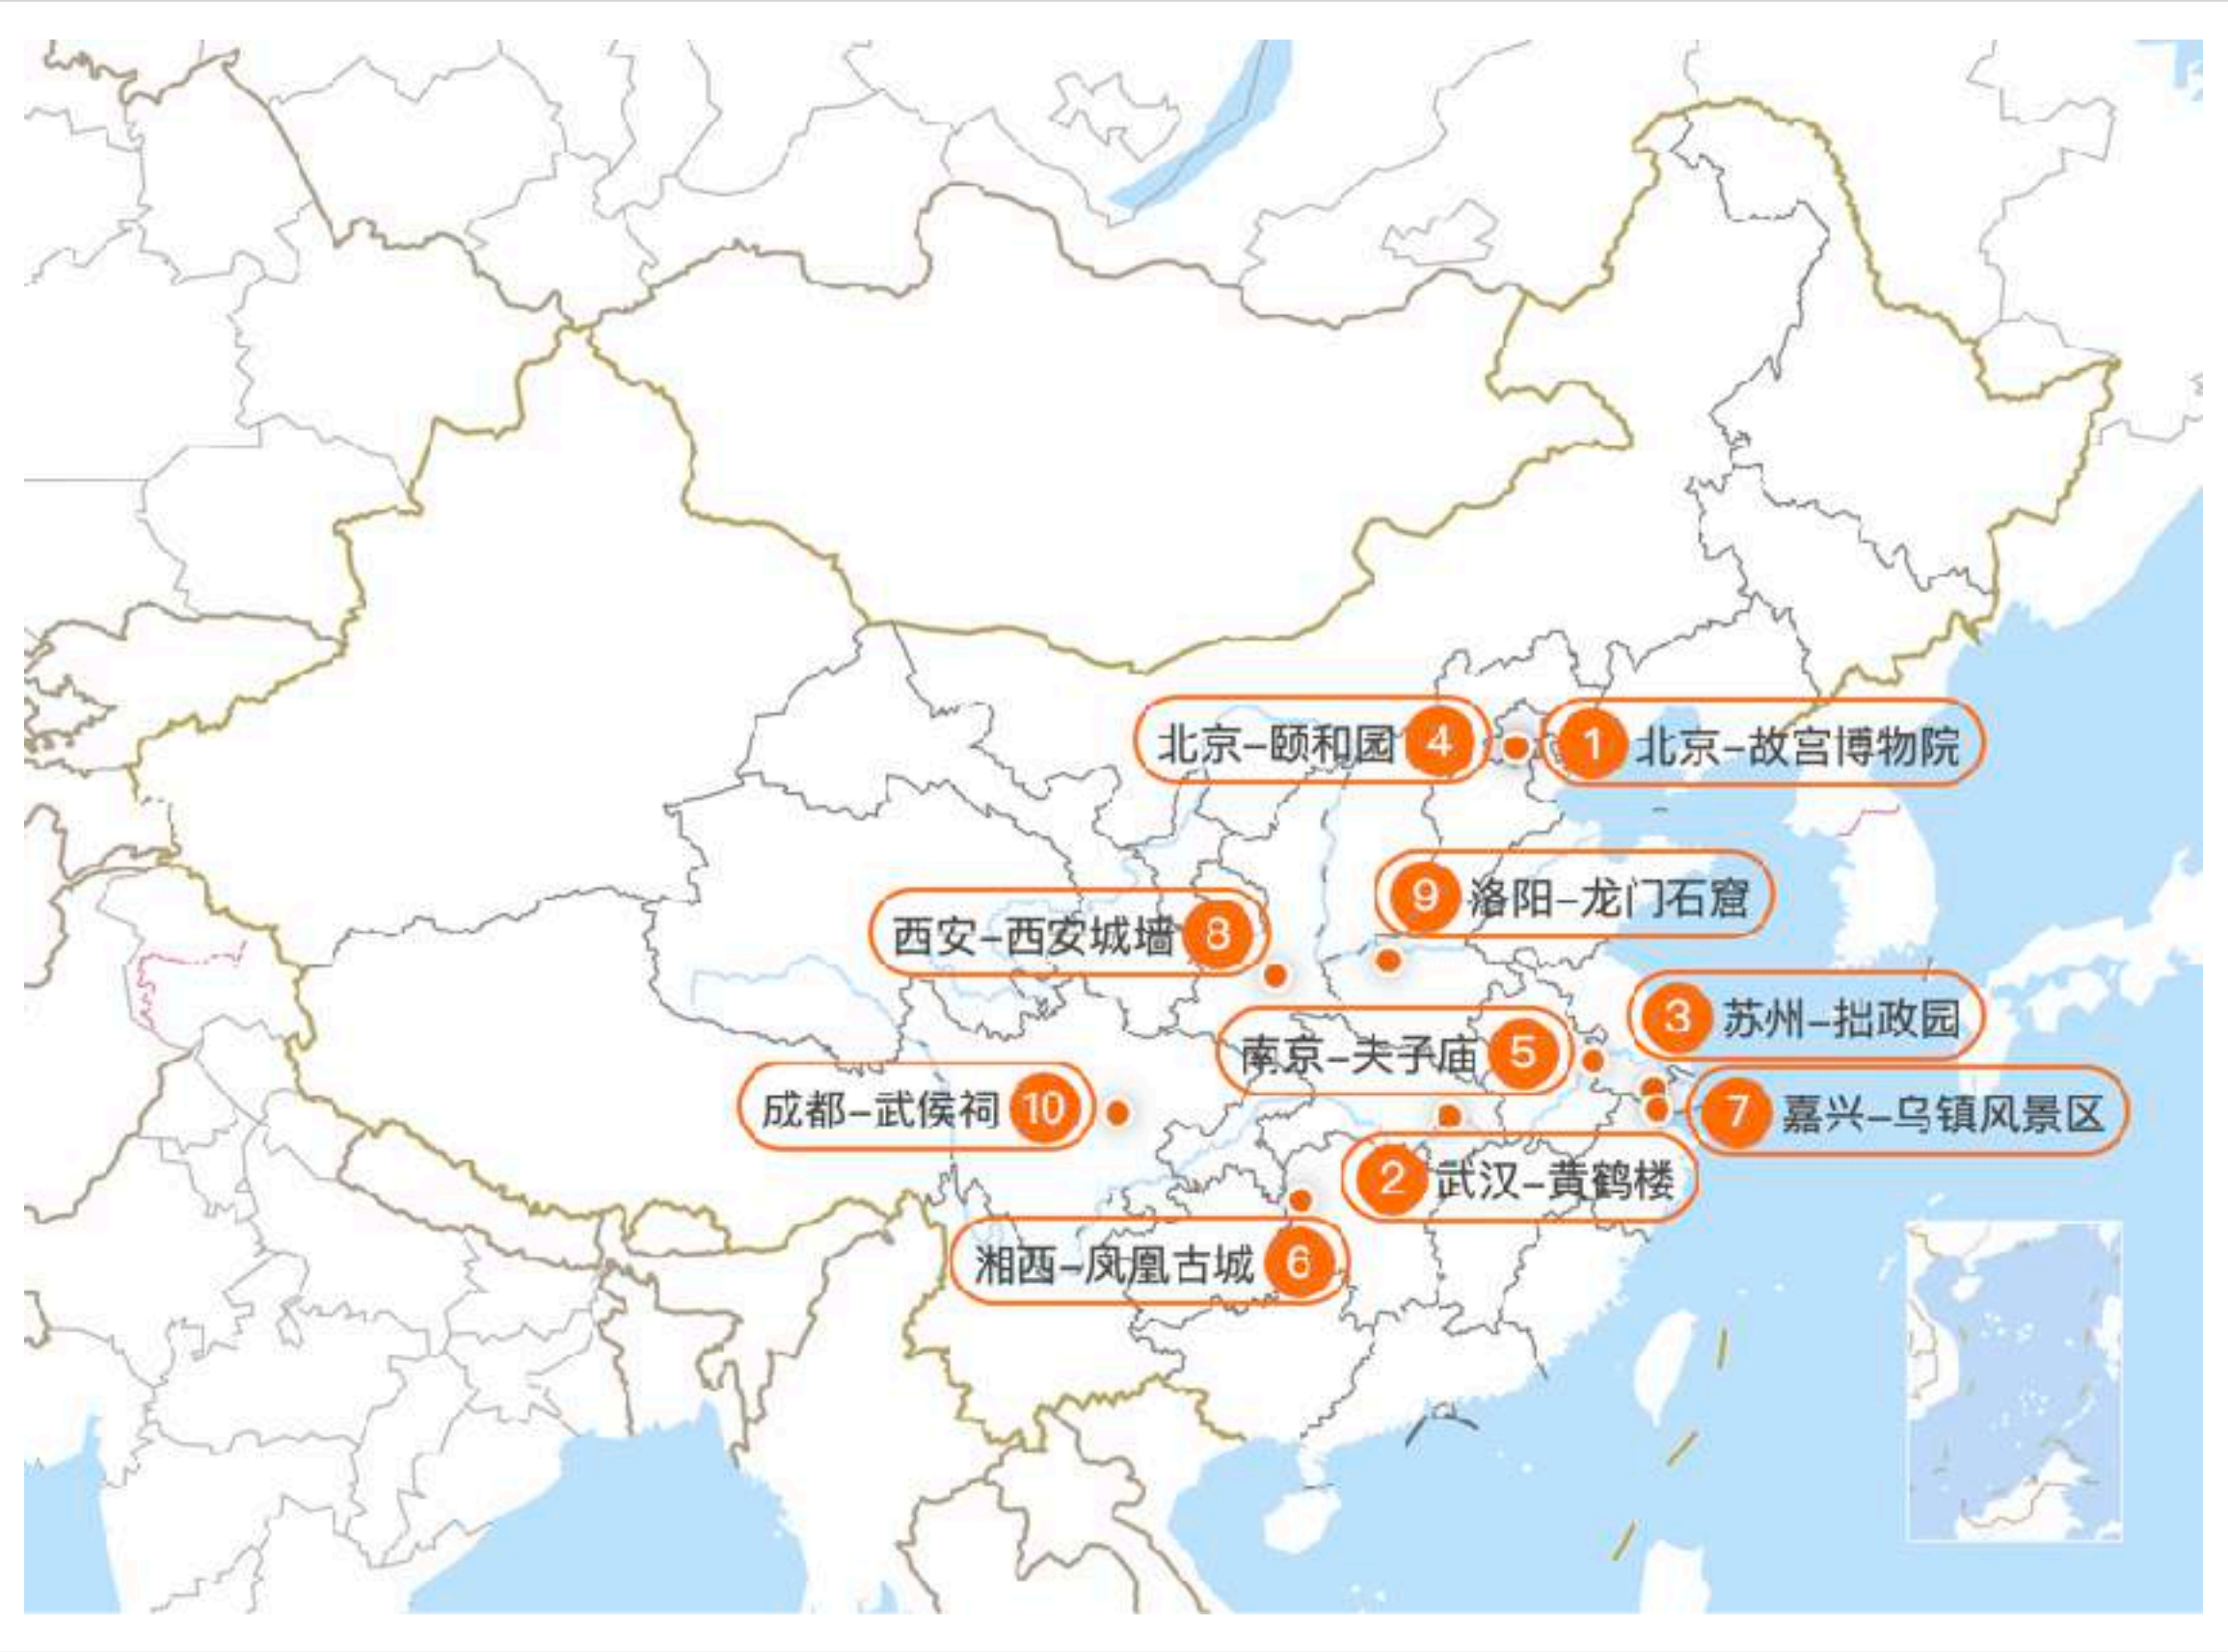 北京–颐和园 4
1 北京–故宫博物院
9 洛阳–龙门石窟
西安–西安城墙 8
3 苏州–拙政园
南京–夫子庙 5
成都–武侯祠 10
7 嘉兴–乌镇风景区
2 武汉–黄鹤楼
湘西–凤凰古城 6